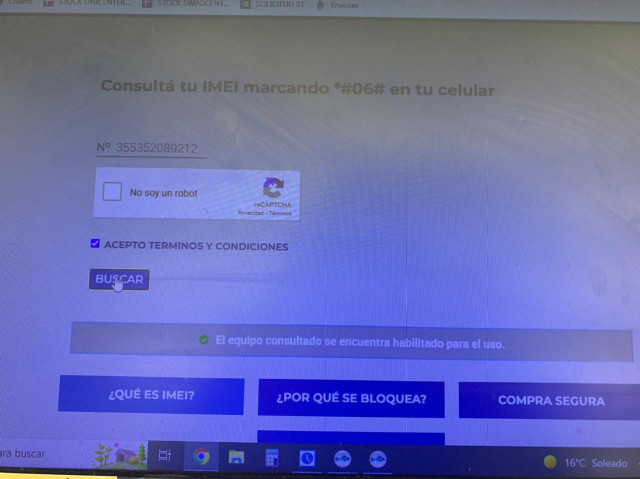 STOCK UNICENTER...
STOCK SWPOCENT...
SOLICITUD ST
Envacom
Consultá tu IMEI marcando *#06# en tu celular
Nº 355352089212
No soy un robot
reCAPTCHA
Privacidad - Términos
ACEPTO TERMINOS Y CONDICIONES
BUSCAR
El equipo consultado se encuentra habilitado para el uso.
¿QUÉ ES IMEI?
¿POR QUÉ SE BLOQUEA?
COMPRA SEGURA
ra buscar
16°C Soleado